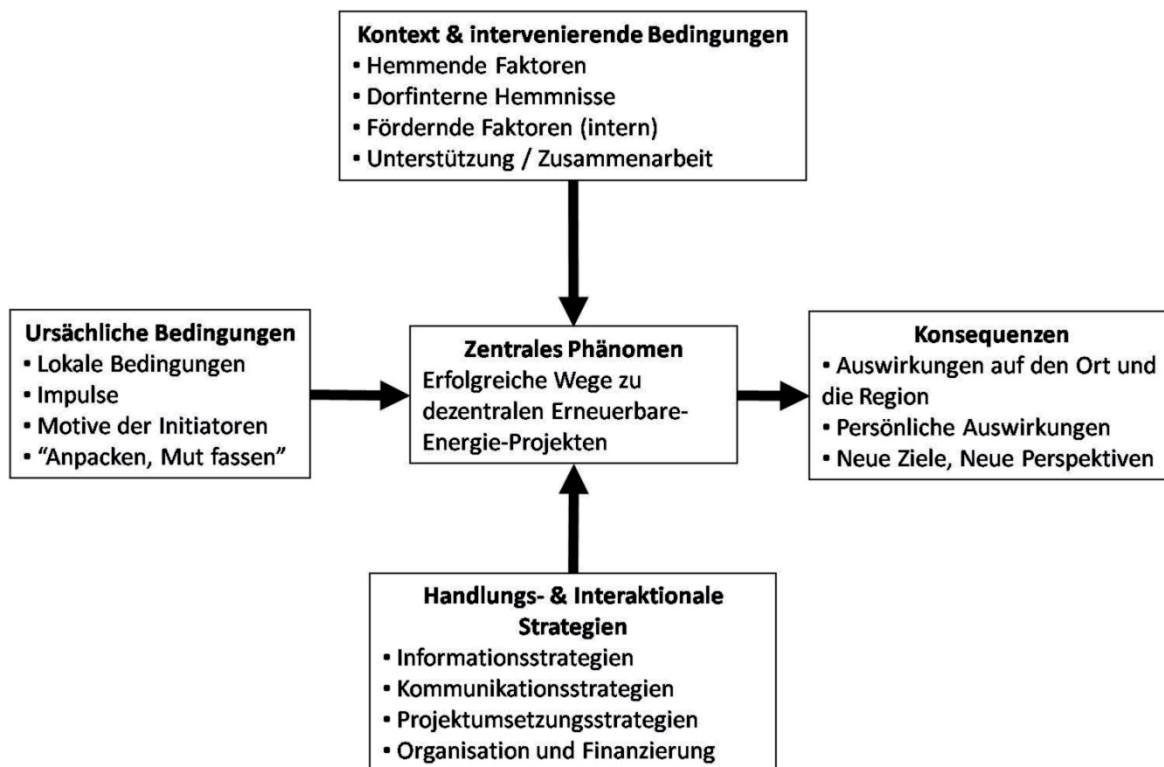 Kontext & intervenierende Bedingungen
▪ Hemmende Faktoren
▪ Dorfinterne Hemmnisse
▪ Fördernde Faktoren (intern)
▪ Unterstützung / Zusammenarbeit
Ursächliche Bedingungen
▪ Lokale Bedingungen
▪ Impulse
▪ Motive der Initiatoren
▪ “Anpacken, Mut fassen”
Zentrales Phänomen
Erfolgreiche Wege zu
dezentralen Erneuerbare-
Energie-Projekten
Konsequenzen
▪ Auswirkungen auf den Ort und
die Region
▪ Persönliche Auswirkungen
▪ Neue Ziele, Neue Perspektiven
Handlungs- & Interaktionale
Strategien
▪ Informationsstrategien
▪ Kommunikationsstrategien
▪ Projektumsetzungsstrategien
▪ Organisation und Finanzierung